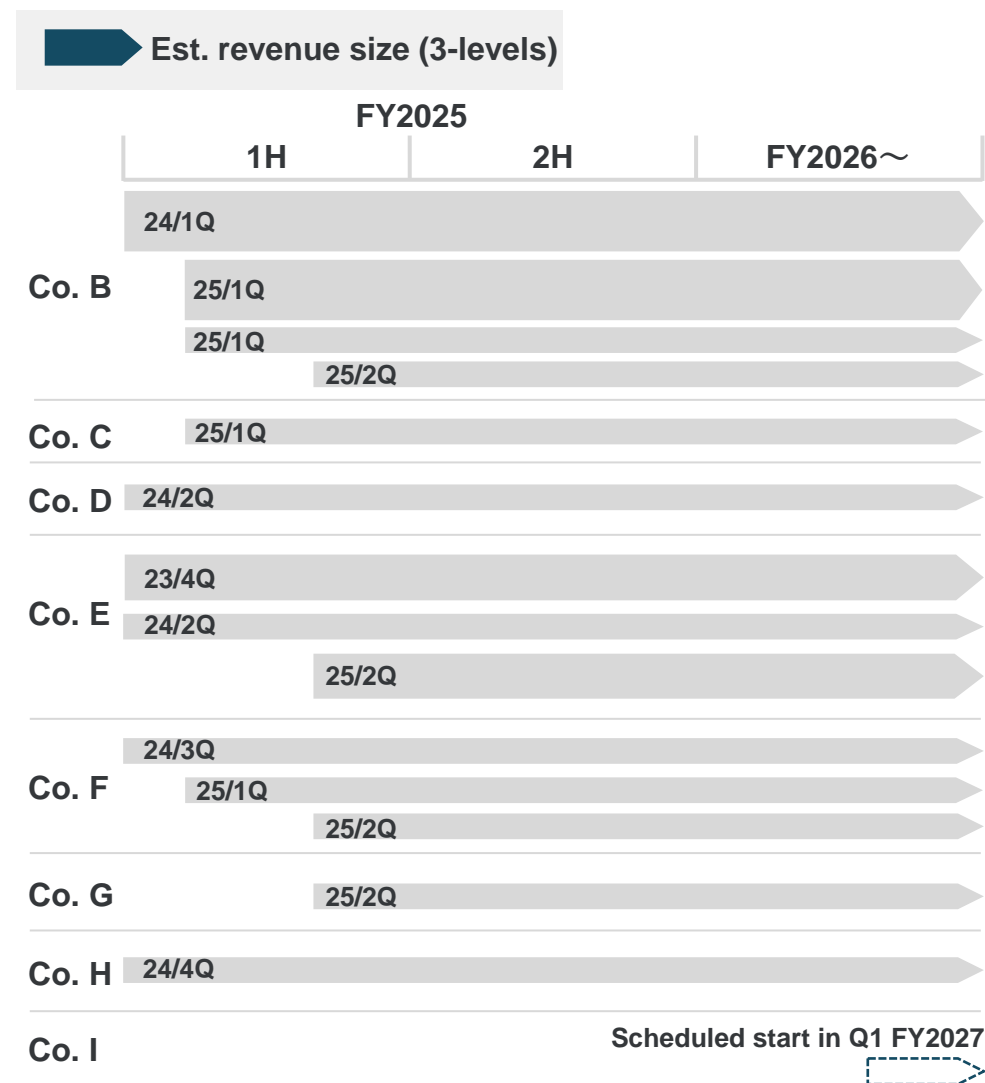 Est. revenue size (3-levels)
FY2025
1H 2H FY2026～
24/1Q
Co. B
25/1Q
25/1Q
25/2Q
Co. C 25/1Q
Co. D 24/2Q
23/4Q
Co. E
24/2Q
25/2Q
24/3Q
Co. F
25/1Q
25/2Q
Co. G 25/2Q
Co. H 24/4Q
Scheduled start in Q1 FY2027
Co. I